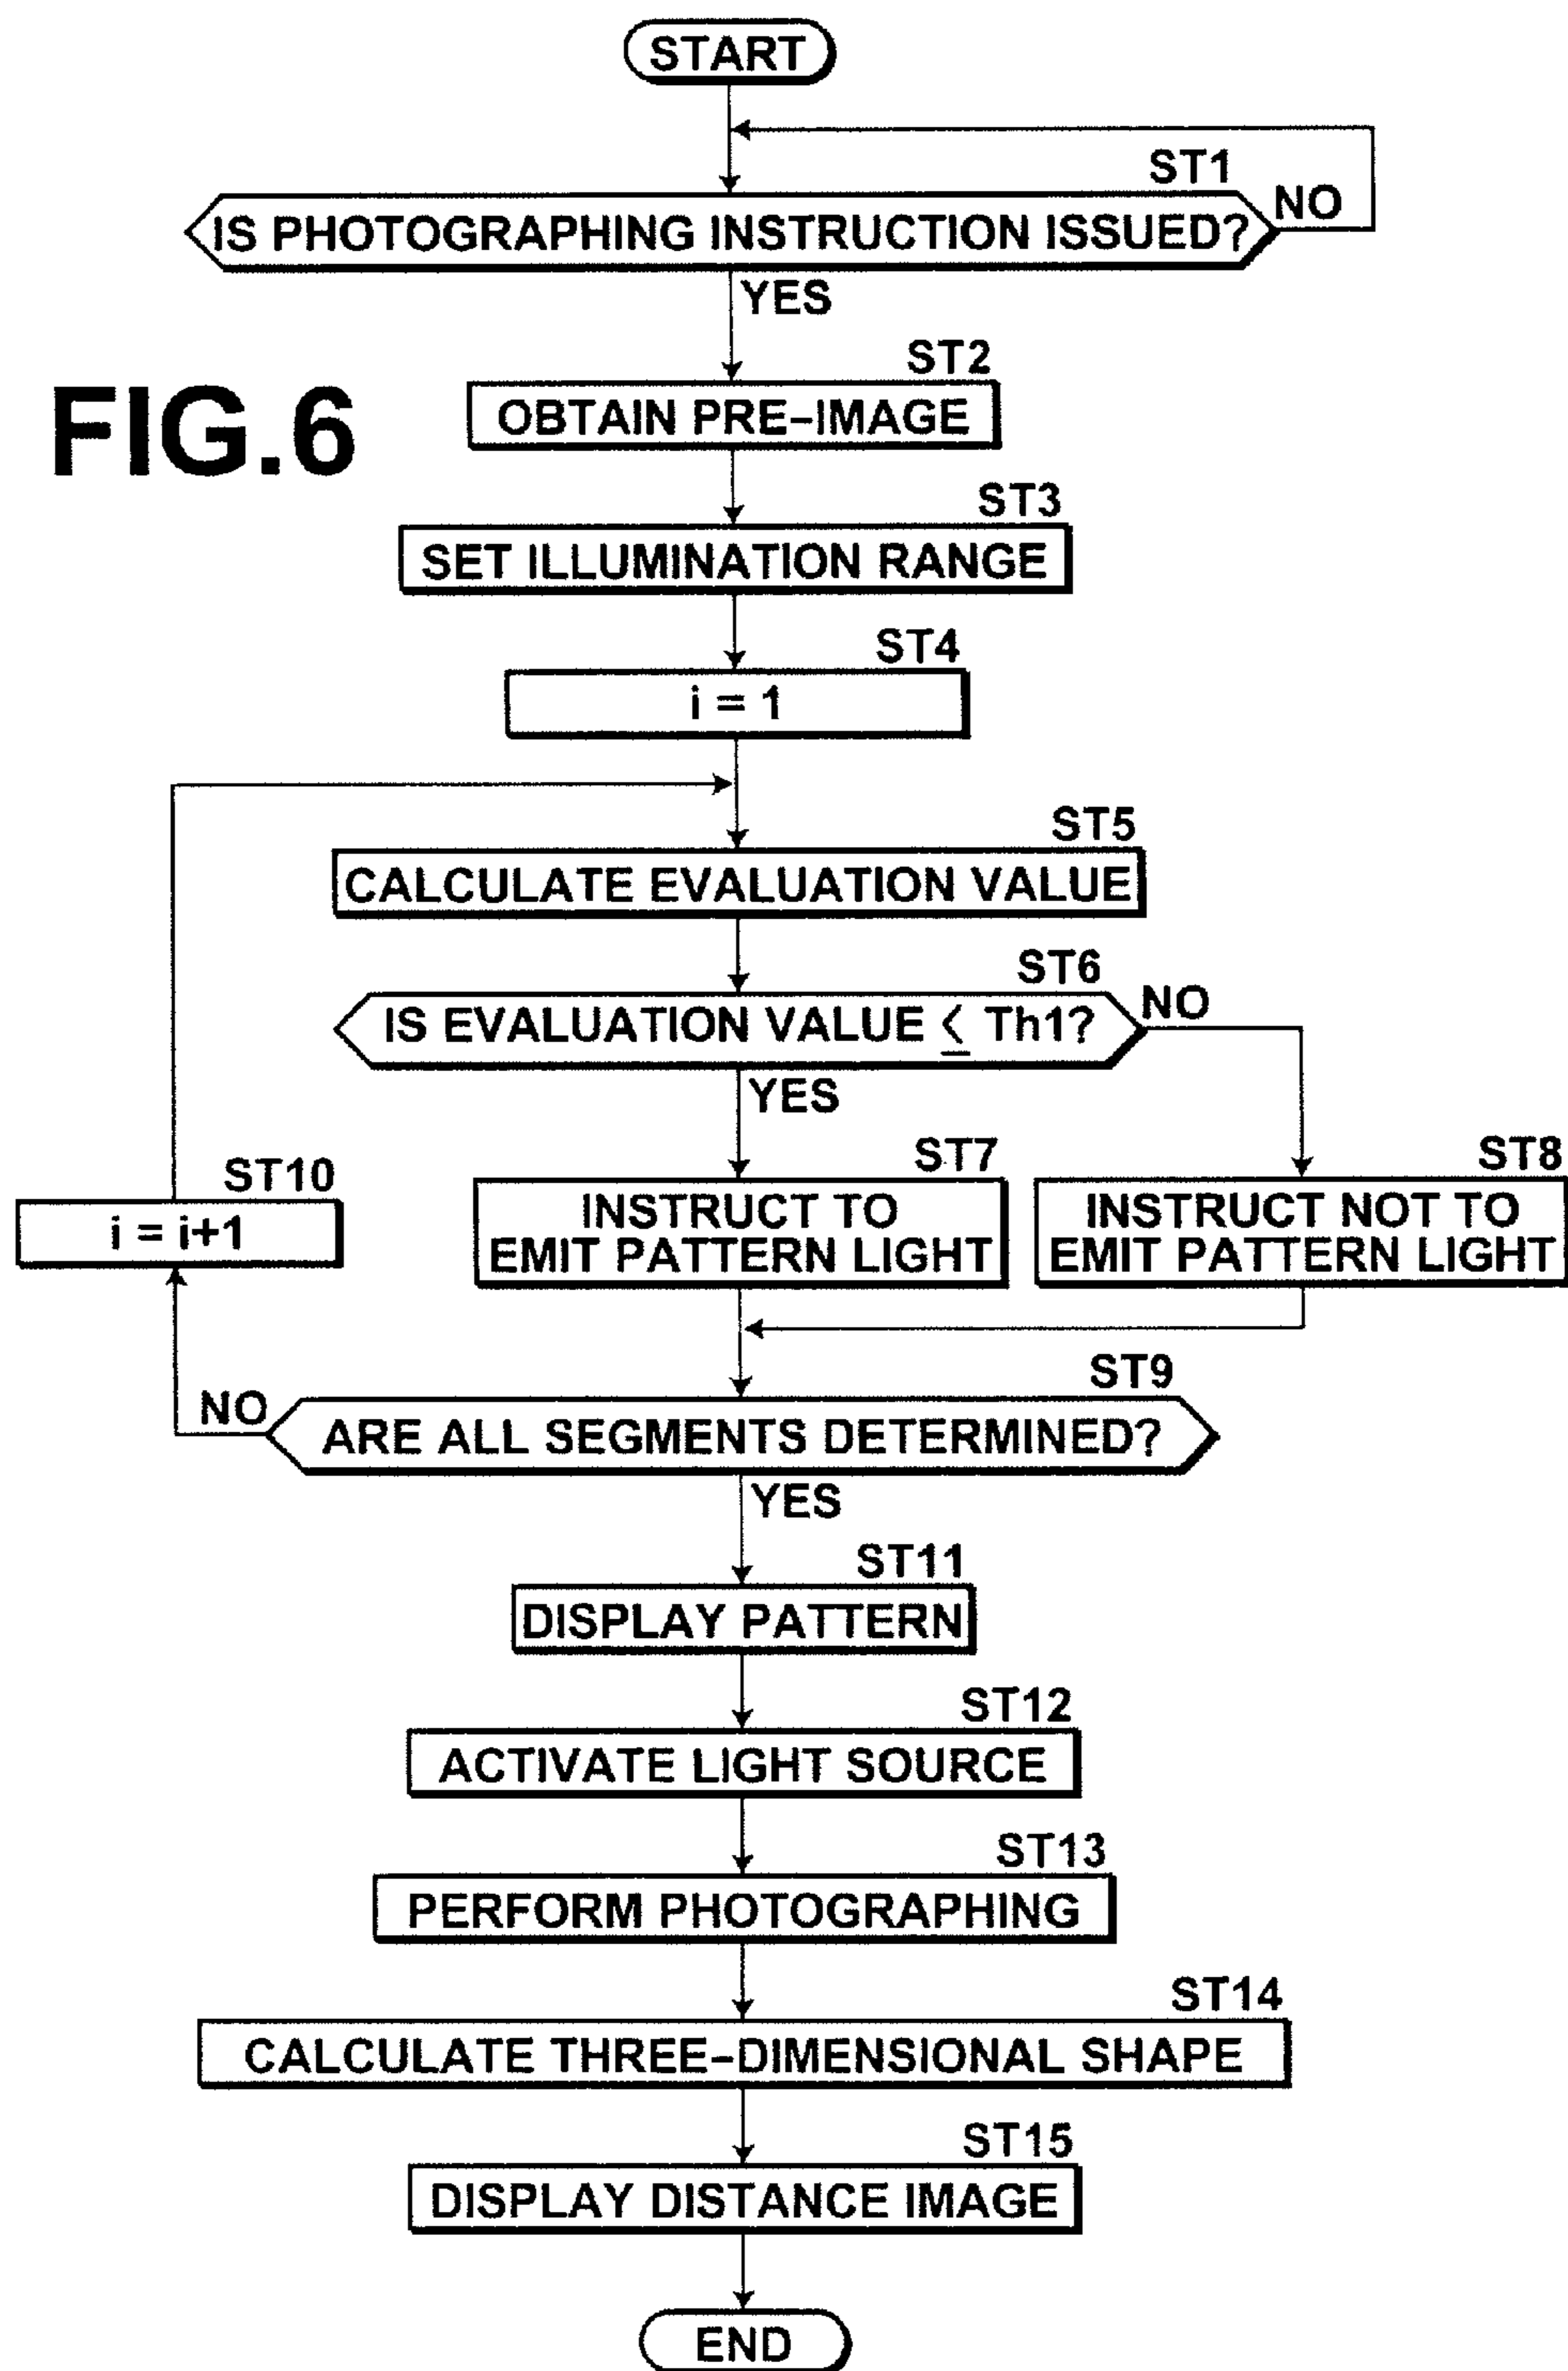 START
ST1
IS PHOTOGRAPHING INSTRUCTION ISSUED?
NO
YES
FIG.6
ST2
OBTAIN PRE-IMAGE
ST3
SET ILLUMINATION RANGE
ST4
i = 1
ST5
CALCULATE EVALUATION VALUE
ST6
IS EVALUATION VALUE ≤ Th1?
NO
YES
ST7
INSTRUCT TO
EMIT PATTERN LIGHT
ST8
INSTRUCT NOT TO
EMIT PATTERN LIGHT
ST10
i = i+1
ST9
NO
ARE ALL SEGMENTS DETERMINED?
YES
ST11
DISPLAY PATTERN
ST12
ACTIVATE LIGHT SOURCE
ST13
PERFORM PHOTOGRAPHING
ST14
CALCULATE THREE-DIMENSIONAL SHAPE
ST15
DISPLAY DISTANCE IMAGE
END